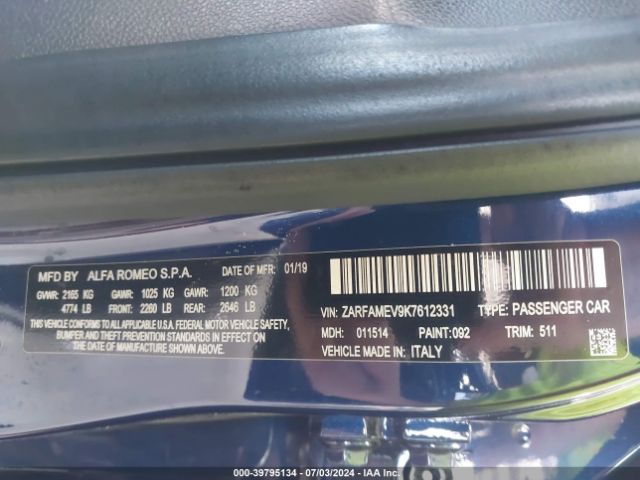 MFD BY ALFA ROMEO S.P.A. DATE OF MFR 01/19
GVWR: 2165 KG GAWR: 1025 KG GAWR: 1200 KG
4774 LB FRONT: 2260 LB REAR: 2646 LB
THIS VEHICLE CONFORMS TO ALL APPLICABLE U.S.A. FEDERAL MOTOR VEHICLE SAFETY,
BUMPER AND THEFT PREVENTION STANDARDS IN EFFECT ON THE DATE OF MANUFACTURE SHOWN ABOVE.
VIN: ZARFAMEV9K7612331 TYPE: PASSENGER CAR
MDH: 011514 PAINT: 092 TRIM: 511
VEHICLE MADE IN: ITALY
000-39795134 - 07/03/2024 - IAA Inc.